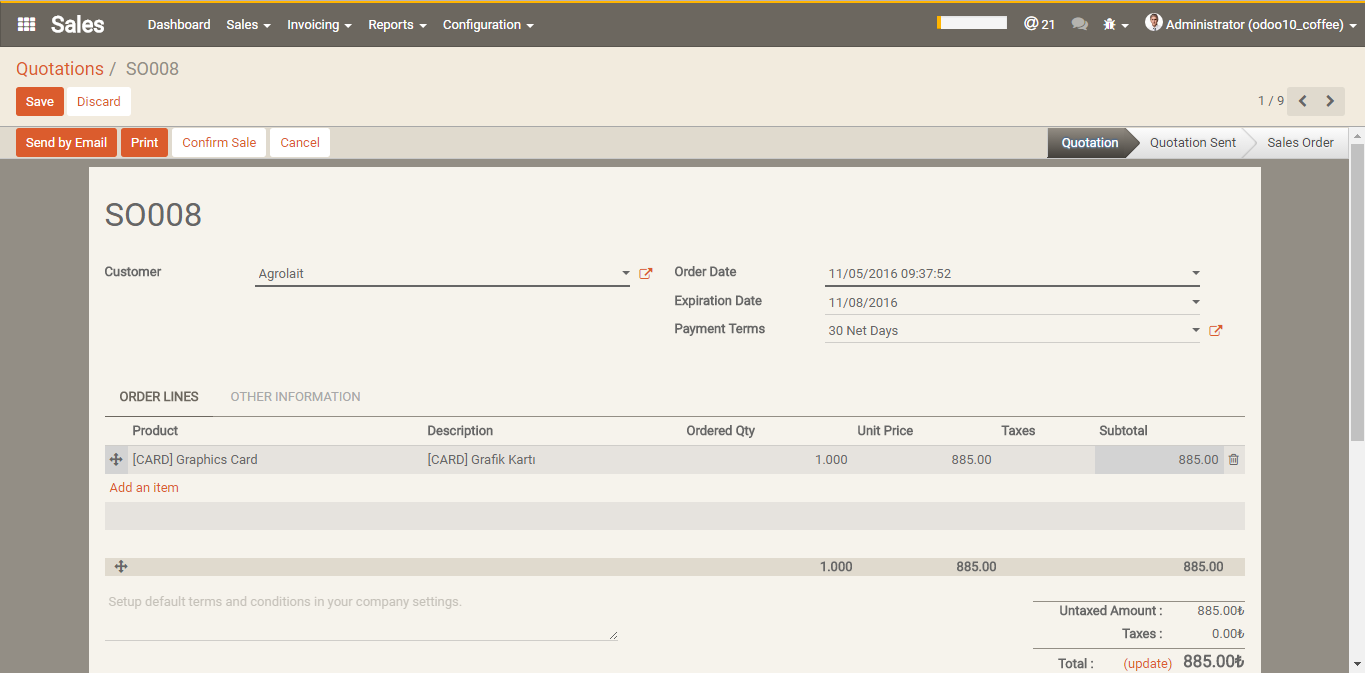 Sales Dashboard Sales Invoicing Reports Configuration @ 21 Administrator (odoo10_coffee)
Quotations / SO008
Save Discard 1 / 9
Send by Email Print Confirm Sale Cancel Quotation Quotation Sent Sales Order
SO008
Customer Agrolait Order Date 11/05/2016 09:37:52
Expiration Date 11/08/2016
Payment Terms 30 Net Days
ORDER LINES OTHER INFORMATION
Product Description Ordered Qty Unit Price Taxes Subtotal
[CARD] Graphics Card [CARD] Grafik Kartı 1.000 885.00 885.00
Add an item
1.000 885.00 885.00
Setup default terms and conditions in your company settings.
Untaxed Amount : 885.00₺
Taxes : 0.00₺
Total : (update) 885.00₺